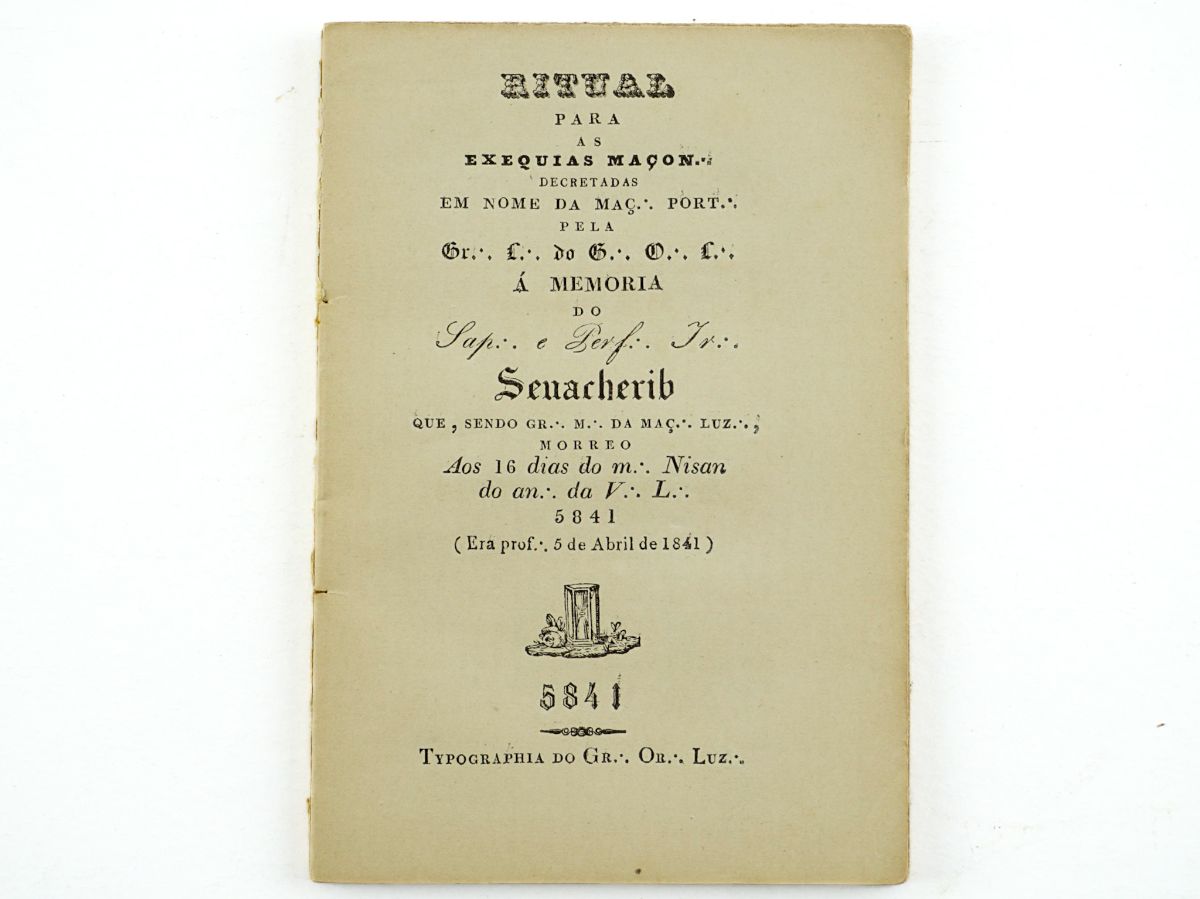 RITUAL
PARA
AS
EXEQUIAS MAÇON.·.
DECRETADAS
EM NOME DA MAÇ.·. PORT.·.
PELA
Gr.·. L.·. do G.·. O.·. L.·.
Á MEMORIA
DO
Sap.·. e Perf.·. Ir.·.
Senacherib
QUE, SENDO GR.·. M.·. DA MAÇ.·. LUZ.·.,
MORREO
Aos 16 dias do m.·. Nisan
do an.·. da V.·. L.·.
5841
(Era prof.·. 5 de Abril de 1841)
5841
TYPOGRAPHIA DO GR.·. OR.·. LUZ.·.